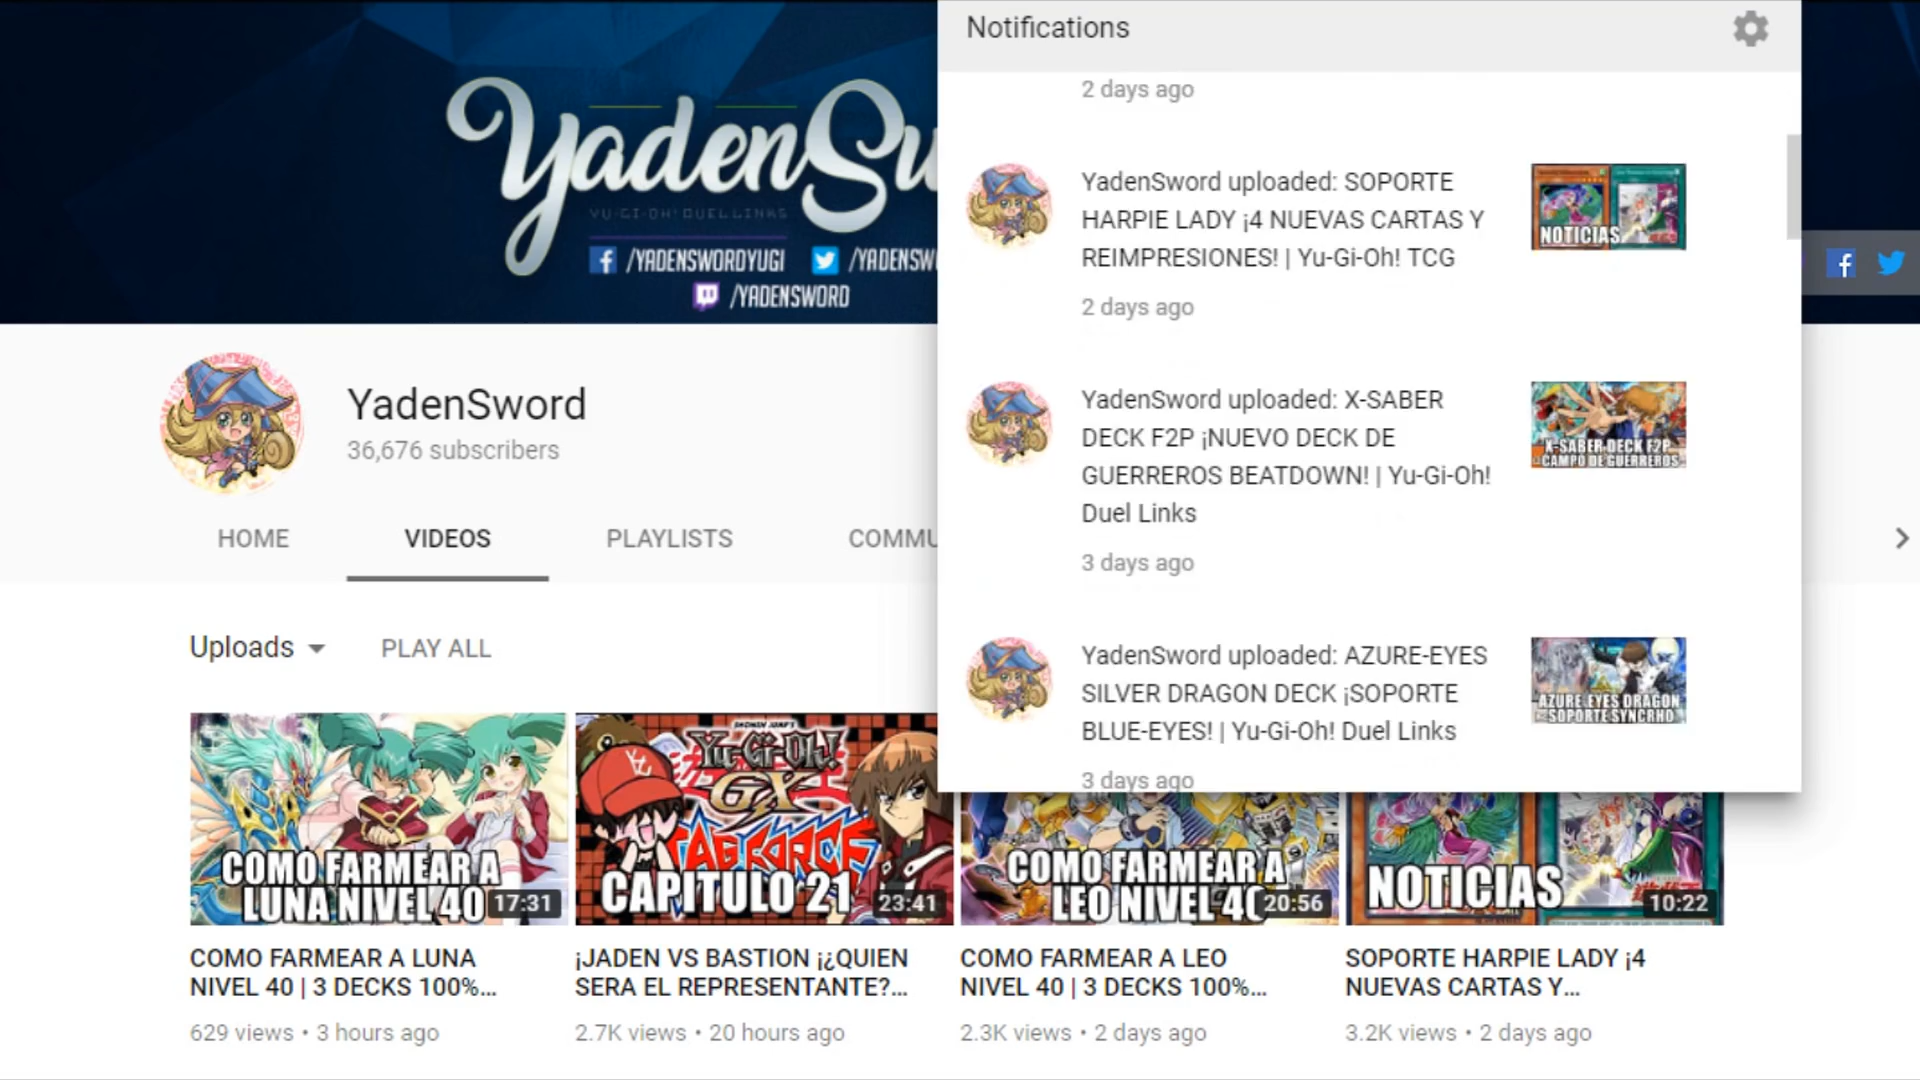 Notifications
2 days ago
YadenSword uploaded: SOPORTE
HARPIE LADY ¡4 NUEVAS CARTAS Y
REIMPRESIONES! | Yu-Gi-Oh! TCG
2 days ago
NOTICIAS
YadenSword uploaded: X-SABER
DECK F2P ¡NUEVO DECK DE
GUERREROS BEATDOWN! | Yu-Gi-Oh!
Duel Links
3 days ago
X-SABER DECK F2P
CAMPO DE GUERREROS
YadenSword uploaded: AZURE-EYES
SILVER DRAGON DECK ¡SOPORTE
BLUE-EYES! | Yu-Gi-Oh! Duel Links
3 days ago
AZURE-EYES DRAGON
SOPORTE SYNCRHO
YadenSw
YU-GI-OH! DUEL LINKS
/YADENSWORDYUGI
/YADENSW
/YADENSWORD
YadenSword
36,676 subscribers
HOME
VIDEOS
PLAYLISTS
COMMU
Uploads
PLAY ALL
COMO FARMEAR A
LUNA NIVEL 40
17:31
SHONEN JUMP'S
Yu-Gi-Oh!
GX
TAG FORCE
CAPITULO 21
23:41
COMO FARMEAR A
LEO NIVEL 40
20:56
NOTICIAS
10:22
COMO FARMEAR A LUNA
NIVEL 40 | 3 DECKS 100%...
629 views • 3 hours ago
¡JADEN VS BASTION ¡¿QUIEN
SERA EL REPRESENTANTE?...
2.7K views • 20 hours ago
COMO FARMEAR A LEO
NIVEL 40 | 3 DECKS 100%...
2.3K views • 2 days ago
SOPORTE HARPIE LADY ¡4
NUEVAS CARTAS Y...
3.2K views • 2 days ago